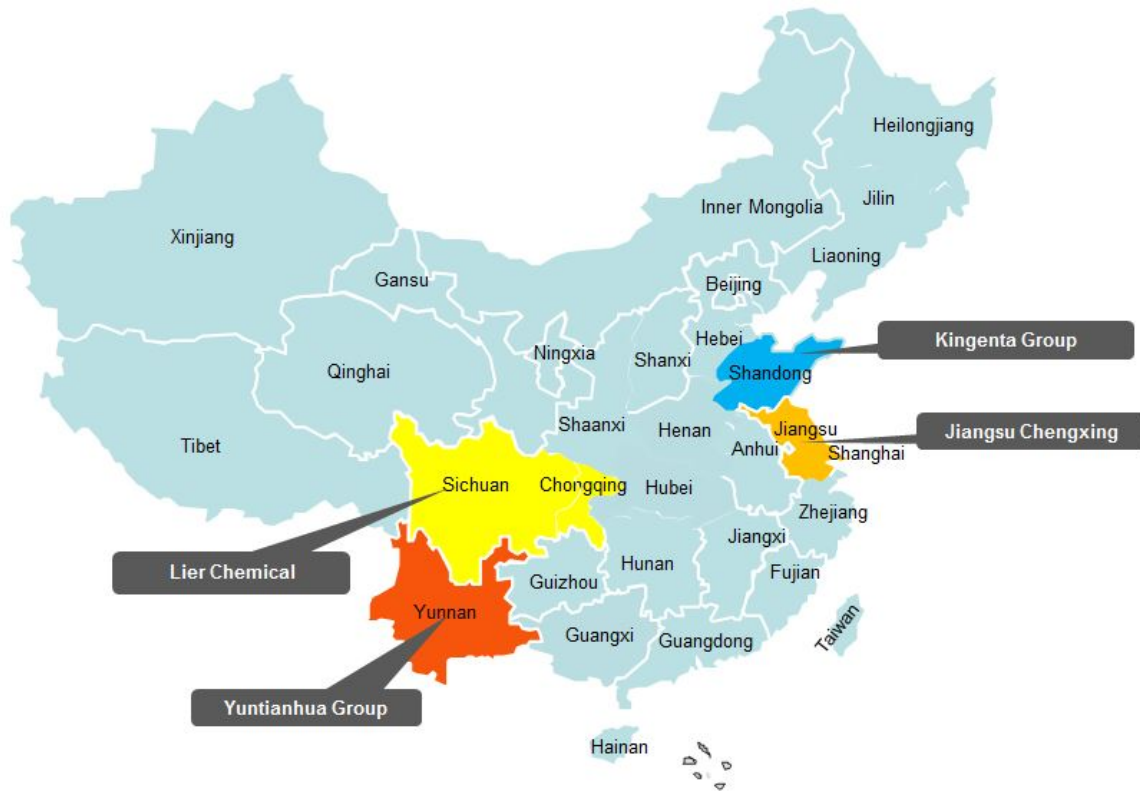 Heilongjiang
Jilin
Inner Mongolia
Xinjiang
Liaoning
Gansu
Beijing
Hebei
Kingenta Group
Ningxia
Shanxi
Qinghai
Shandong
Shaanxi
Henan
Jiangsu
Jiangsu Chengxing
Tibet
Anhui
Shanghai
Sichuan
Chongqing
Hubei
Zhejiang
Jiangxi
Lier Chemical
Hunan
Fujian
Guizhou
Yunnan
Taiwan
Guangxi
Guangdong
Yuntianhua Group
Hainan